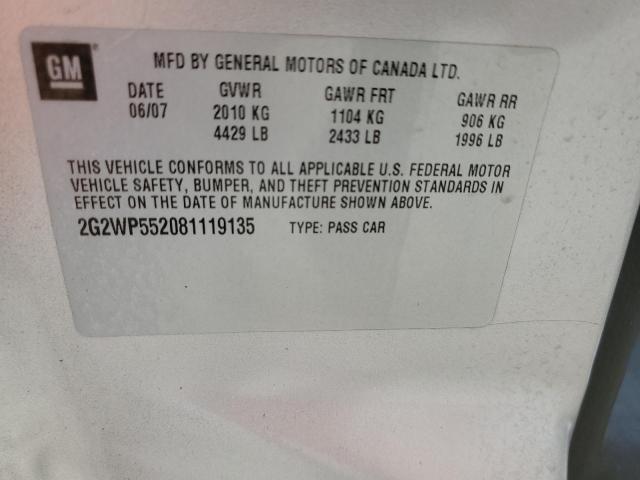 GM ® MFD BY GENERAL MOTORS OF CANADA LTD.
DATE GVWR GAWR FRT GAWR RR
06/07 2010 KG 1104 KG 906 KG
4429 LB 2433 LB 1996 LB
THIS VEHICLE CONFORMS TO ALL APPLICABLE U.S. FEDERAL MOTOR
VEHICLE SAFETY, BUMPER, AND THEFT PREVENTION STANDARDS IN
EFFECT ON THE DATE OF MANUFACTURE SHOWN ABOVE.
2G2WP552081119135 TYPE: PASS CAR